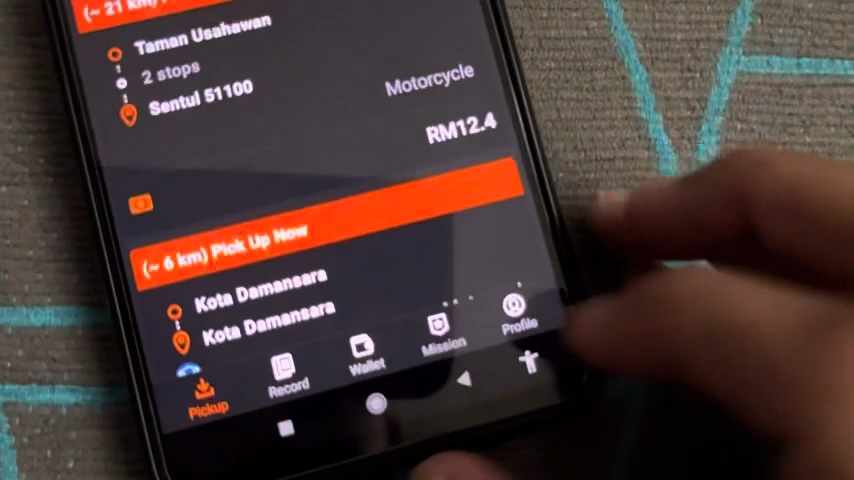 (~ 21 km)
Taman Usahawan
2 stops
Sentul 51100
Motorcycle
RM12.4
(~ 6 km) Pick Up Now
Kota Damansara
Kota Damansara
Pickup
Record
Wallet
Mission
Profile